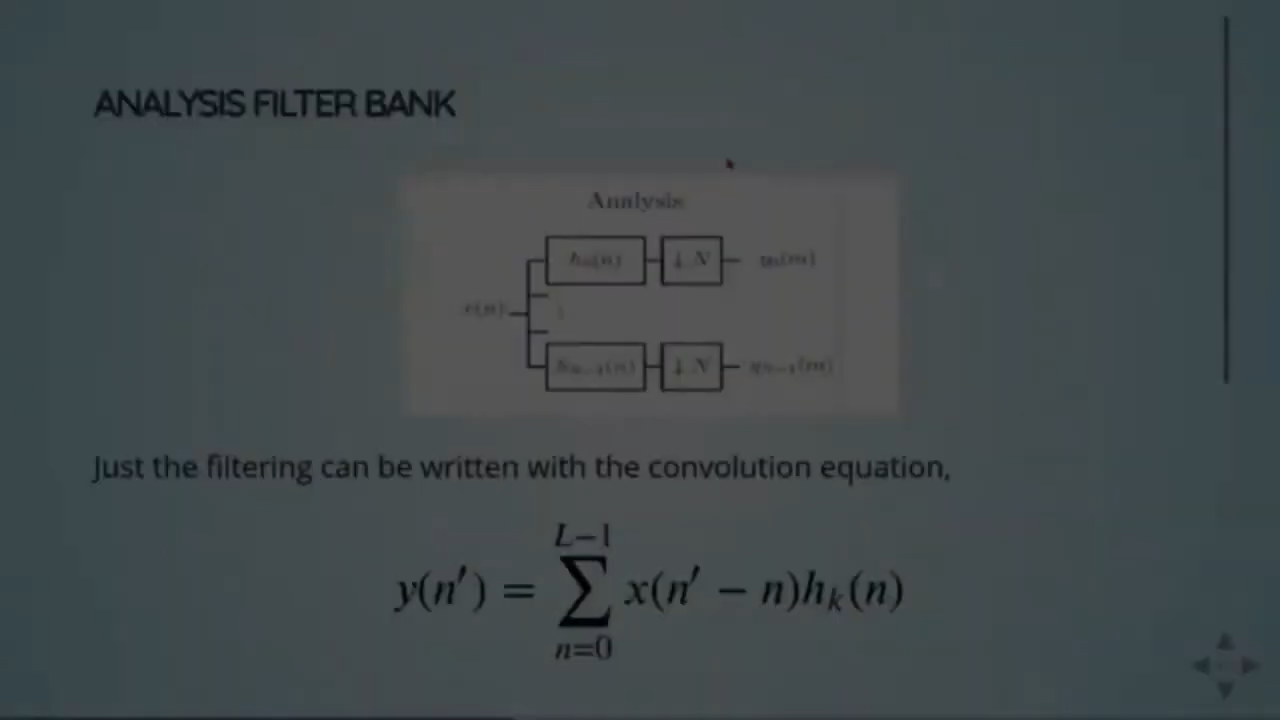 ANALYSIS FILTER BANK
Analysis
↓ N
↓ N
Just the filtering can be written with the convolution equation,
y(n′) = ∑_{n=0}^{L−1} x(n′ − n)h_k(n)